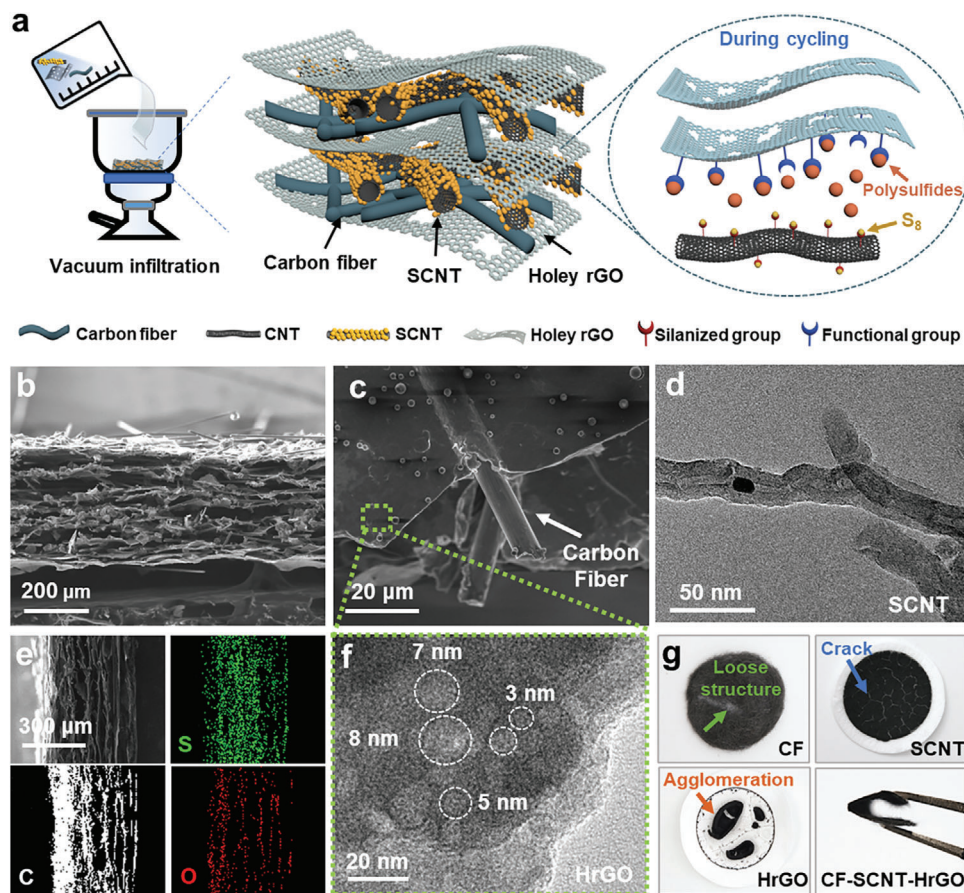 a
During cycling
Polysulfides
S8
Vacuum infiltration
Carbon fiber
SCNT
Holey rGO
Carbon fiber
CNT
SCNT
Holey rGO
Silanized group
Functional group
b
200 µm
c
Carbon
Fiber
20 µm
d
50 nm
SCNT
e
300 µm
S
C
O
f
7 nm
3 nm
8 nm
5 nm
20 nm
HrGO
g
Loose
structure
CF
Crack
SCNT
Agglomeration
HrGO
CF-SCNT-HrGO